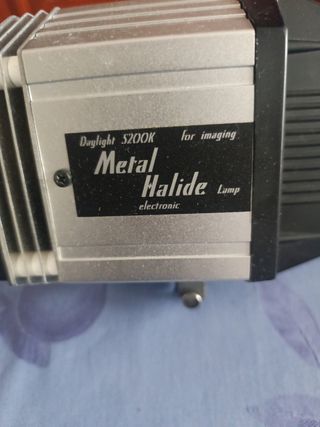 Daylight 5200K for imaging
Metal
Halide Lamp
electronic